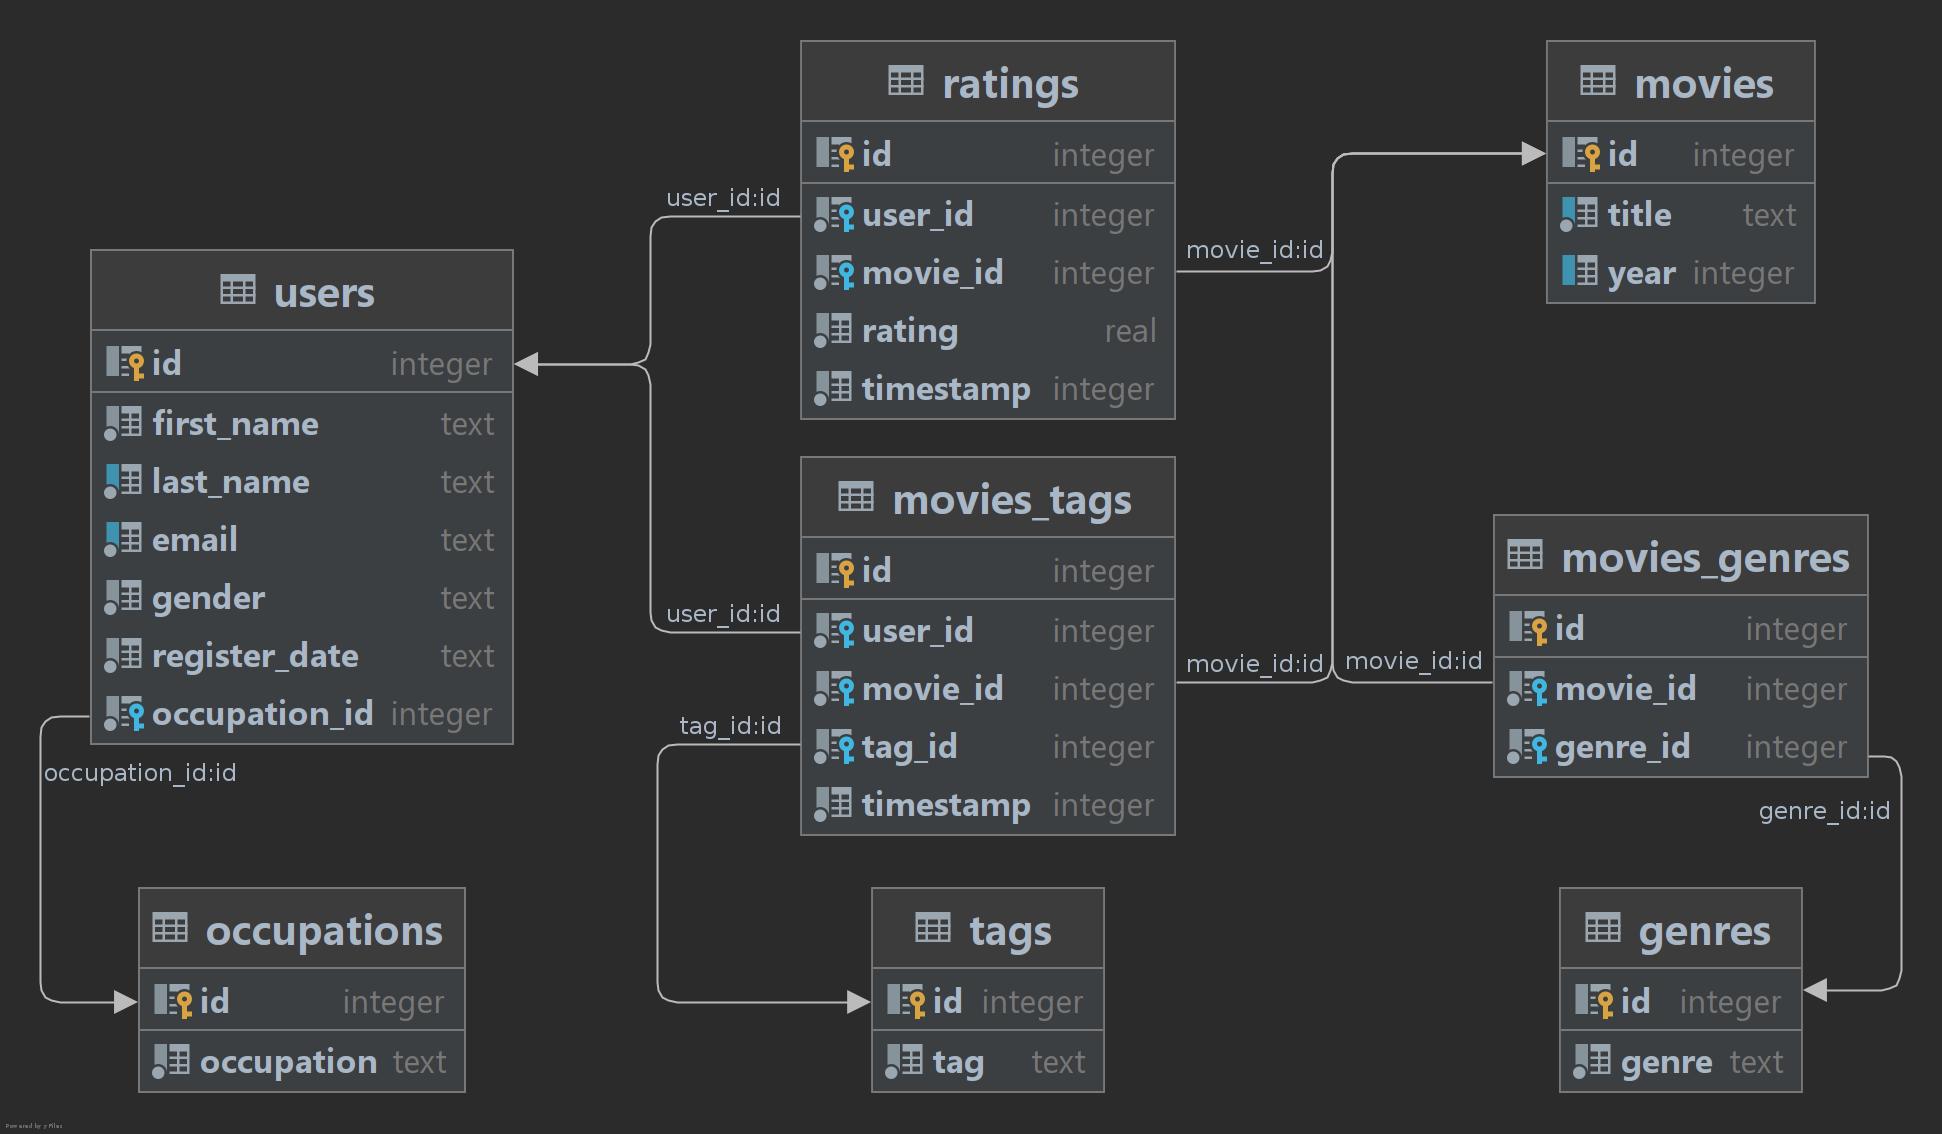 ratings
id integer
user_id integer
movie_id integer
rating real
timestamp integer
movies
id integer
title text
year integer
user_id:id
movie_id:id
users
id integer
first_name text
last_name text
email text
gender text
register_date text
occupation_id integer
movies_tags
id integer
user_id integer
movie_id integer
tag_id integer
timestamp integer
user_id:id
movie_id:id
movie_id:id
tag_id:id
movies_genres
id integer
movie_id integer
genre_id integer
occupation_id:id
genre_id:id
occupations
id integer
occupation text
tags
id integer
tag text
genres
id integer
genre text
Powered by yFiles